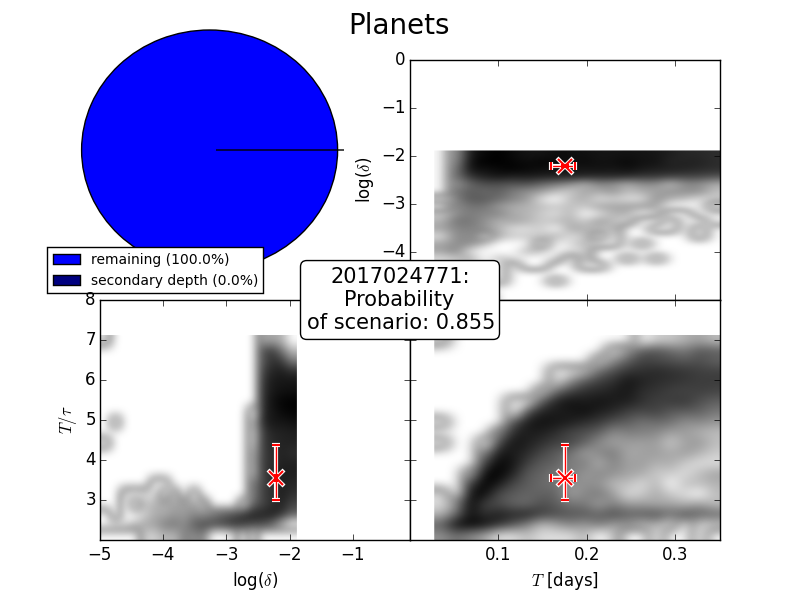 Planets
0
−1
−2
−3
−4
log(δ)
remaining (100.0%)
secondary depth (0.0%)
2017024771:
Probability
of scenario: 0.855
8
7
6
5
4
3
T/τ
−5 −4 −3 −2 −1
log(δ)
0.1 0.2 0.3
T [days]